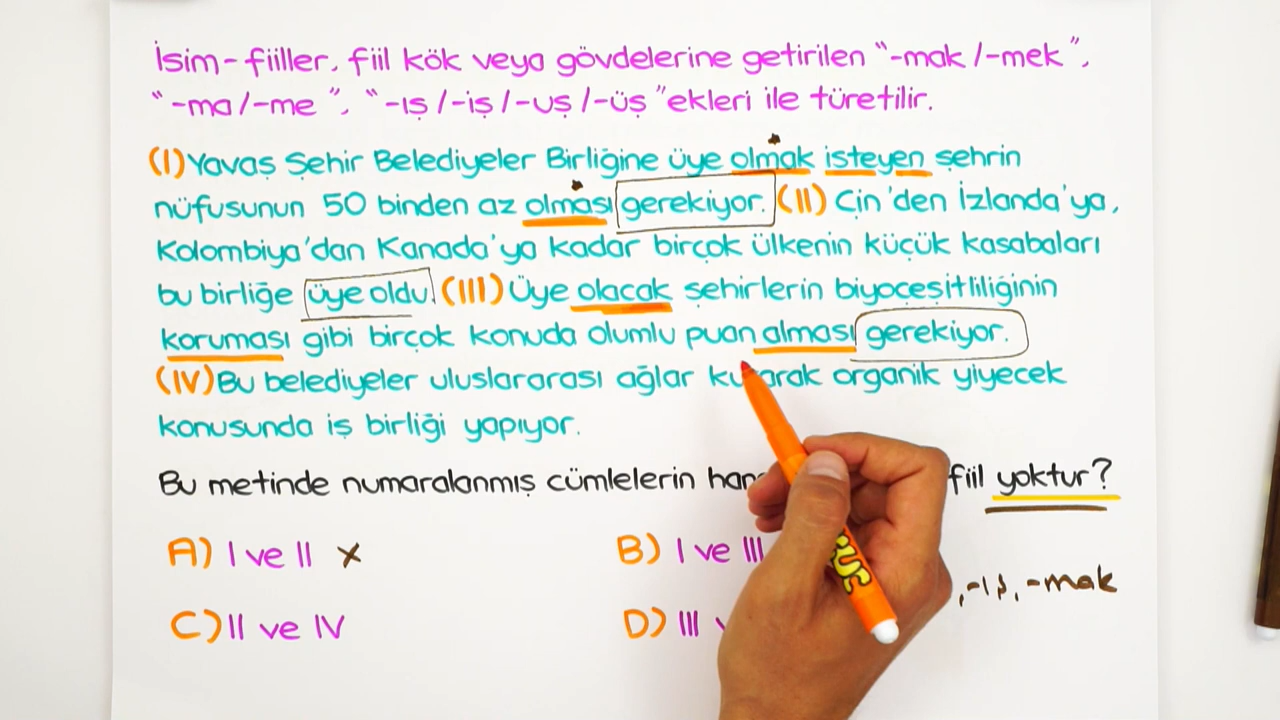 İsim-fiiller, fiil kök veya gövdelerine getirilen "-mak/-mek",
"-ma/-me", "-ış/-iş/-uş/-üş" ekleri ile türetilir.
(I) Yavaş Şehir Belediyeler Birliğine üye olmak isteyen şehrin
nüfusunun 50 binden az olması gerekiyor. (II) Çin'den İzlanda'ya,
Kolombiya'dan Kanada'ya kadar birçok ülkenin küçük kasabaları
bu birliğe üye oldu. (III) Üye olacak şehirlerin biyoçeşitliliğinin
koruması gibi birçok konuda olumlu puan alması gerekiyor.
(IV) Bu belediyeler uluslararası ağlar organik yiyecek
konusunda iş birliği yapıyor.
Bu metinde numaralanmış cümlelerin fiil yoktur?
A) I ve II x
B) I ve III
, -ış, -mak
C) II ve IV
D) III